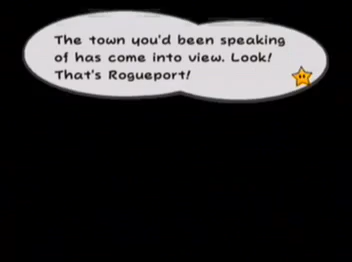 The town you'd been speaking
of has come into view. Look!
That's Rogueport!